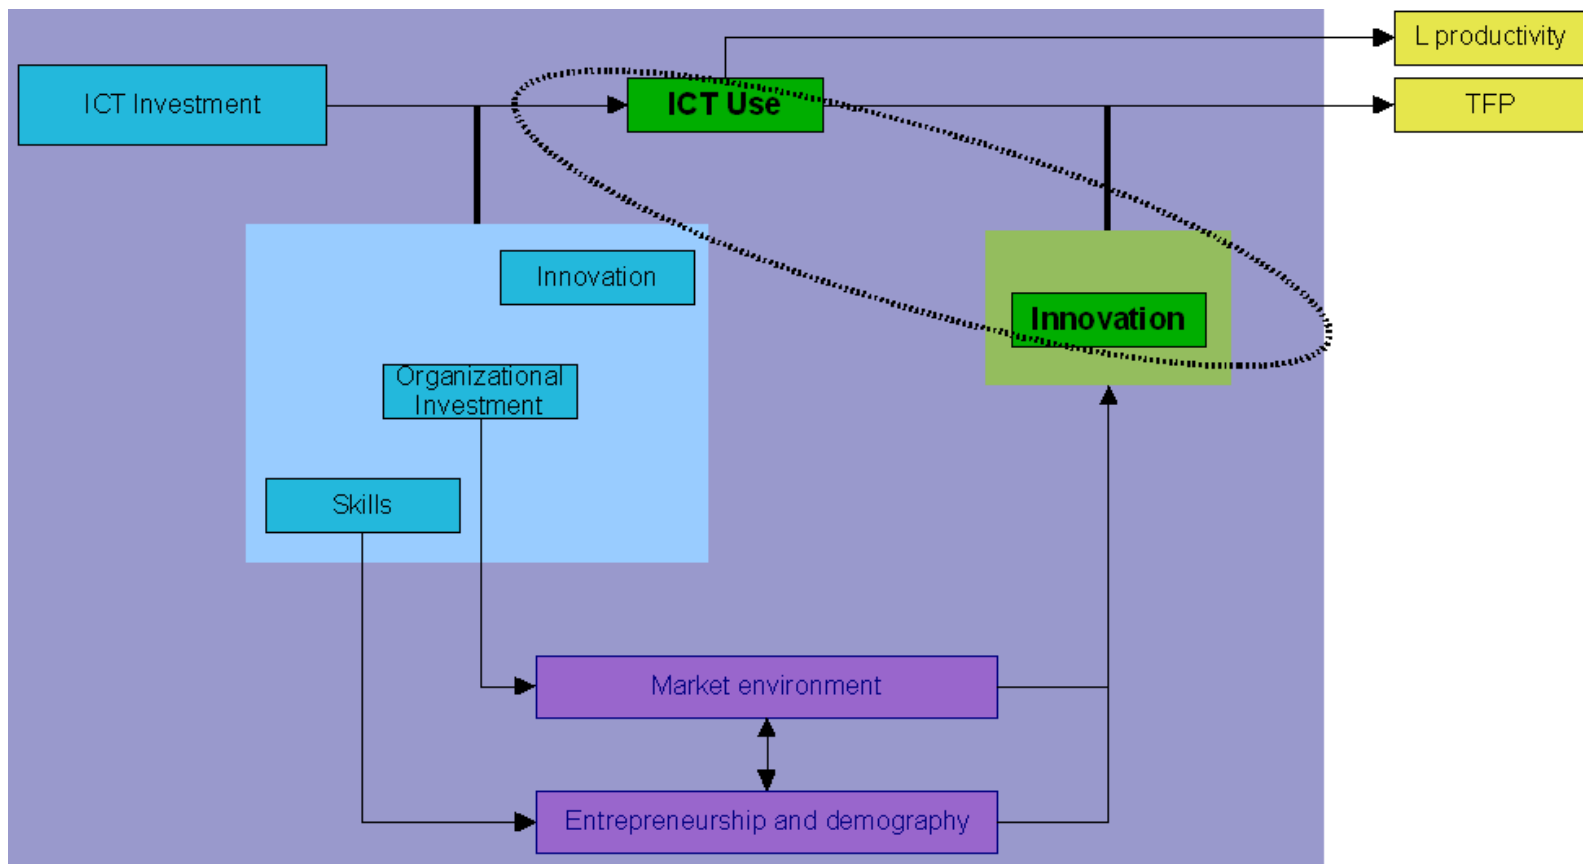 L productivity
ICT Investment
ICT Use
TFP
Innovation
Innovation
Organizational
Investment
Skills
Market environment
Entrepreneurship and demography